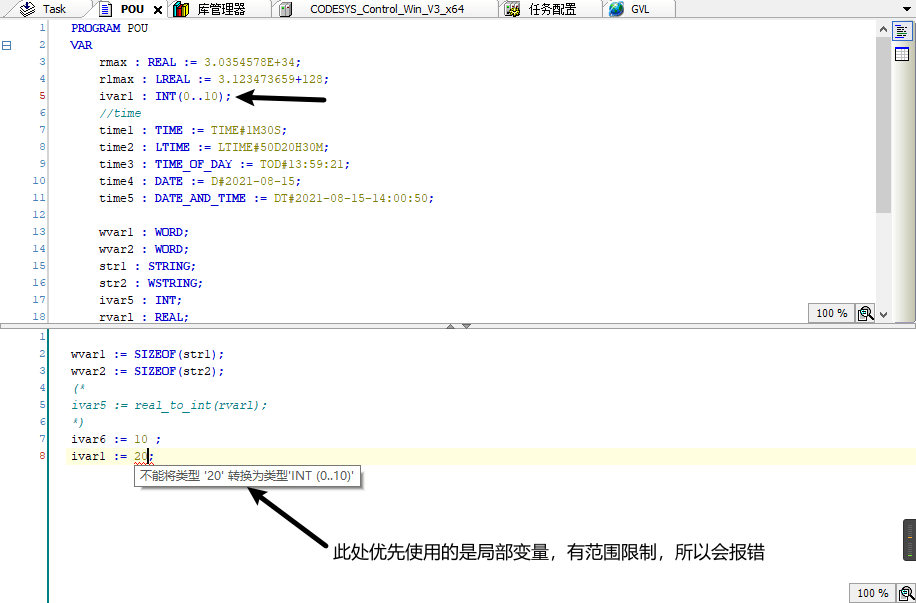 Task POU 库管理器 CODESYS_Control_Win_V3_x64 任务配置 GVL
1 PROGRAM POU
2 VAR
3 rmax : REAL := 3.0354578E+34;
4 rlmax : LREAL := 3.123473659+128;
5 ivar1 : INT(0..10);
6 //time
7 time1 : TIME := TIME#1M30S;
8 time2 : LTIME := LTIME#50D20H30M;
9 time3 : TIME_OF_DAY := TOD#13:59:21;
10 time4 : DATE := D#2021-08-15;
11 time5 : DATE_AND_TIME := DT#2021-08-15-14:00:50;
12
13 wvar1 : WORD;
14 wvar2 : WORD;
15 str1 : STRING;
16 str2 : WSTRING;
17 ivar5 : INT;
18 rvar1 : REAL;
100 %
1
2 wvar1 := SIZEOF(str1);
3 wvar2 := SIZEOF(str2);
4 (*
5 ivar5 := real_to_int(rvar1);
6 *)
7 ivar6 := 10 ;
8 ivar1 := 20;
不能将类型 '20' 转换为类型'INT (0..10)'
此处优先使用的是局部变量，有范围限制，所以会报错
100 %